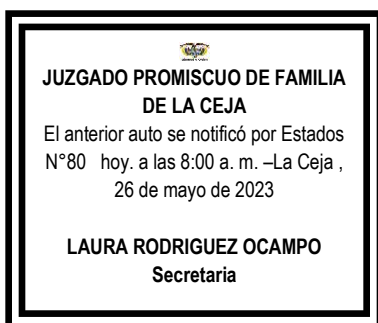 JUZGADO PROMISCUO DE FAMILIA
DE LA CEJA
El anterior auto se notificó por Estados
N°80 hoy. a las 8:00 a. m. –La Ceja ,
26 de mayo de 2023
LAURA RODRIGUEZ OCAMPO
Secretaria